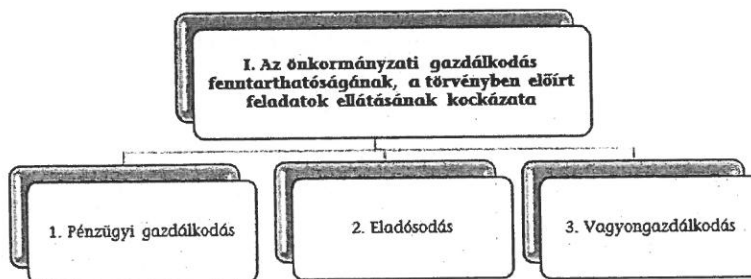 I. Az önkormányzati gazdálkodás
fenntarthatóságának, a törvényben előírt
feladatok ellátásának kockázata
1. Pénzügyi gazdálkodás
2. Eladósodás
3. Vagyongazdálkodás